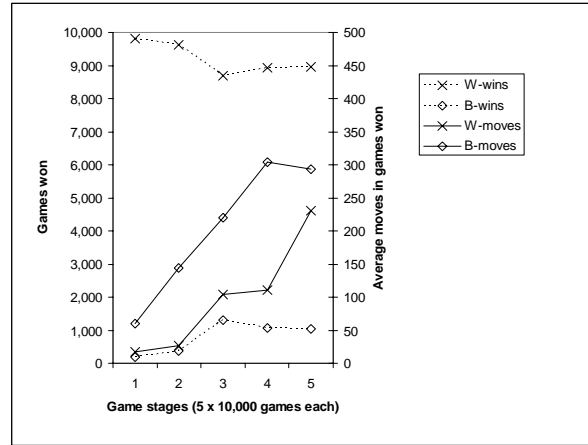 10,000
9,000
8,000
7,000
6,000
5,000
4,000
3,000
2,000
1,000
0
Games won
500
450
400
350
300
250
200
150
100
50
0
Average moves in games won
1 2 3 4 5
Game stages (5 x 10,000 games each)
W-wins
B-wins
W-moves
B-moves